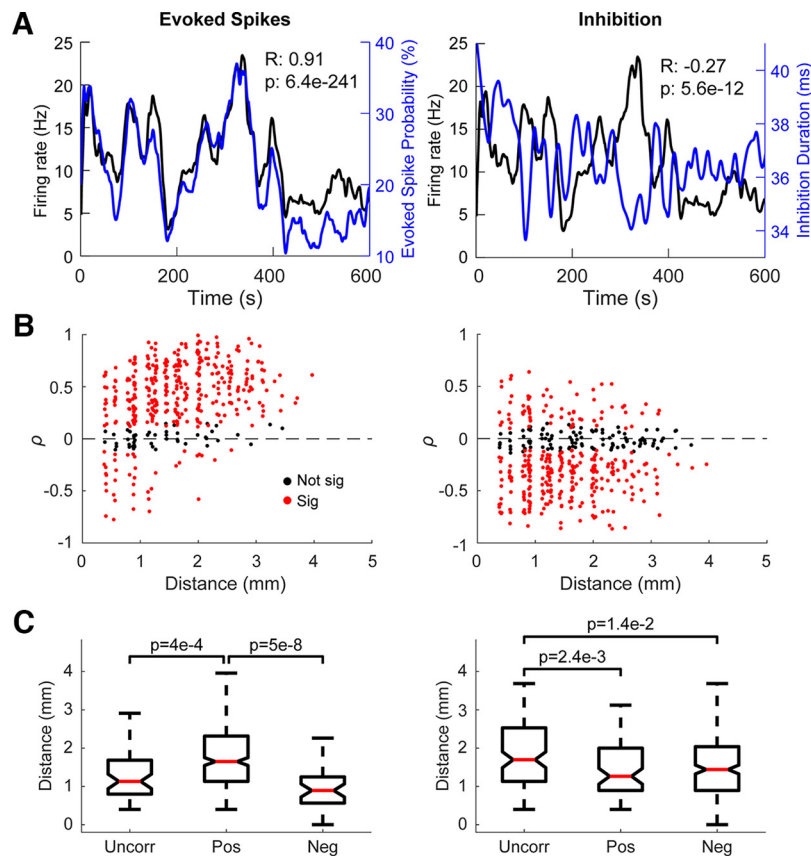 A
Evoked Spikes
Inhibition
R: 0.91
p: 6.4e-241
Firing rate (Hz)
25
20
15
10
5
0
Evoked Spike Probability (%)
40
30
20
10
0
200
400
600
Time (s)
R: -0.27
p: 5.6e-12
Firing rate (Hz)
25
20
15
10
5
0
Inhibition Duration (ms)
40
38
36
34
0
200
400
600
Time (s)
B
ρ
1
0.5
0
-0.5
-1
Not sig
Sig
0
1
2
3
4
5
Distance (mm)
1
0.5
0
-0.5
-1
0
1
2
3
4
5
Distance (mm)
C
p=4e-4
p=5e-8
Distance (mm)
4
3
2
1
0
Uncorr
Pos
Neg
p=1.4e-2
p=2.4e-3
Distance (mm)
4
3
2
1
0
Uncorr
Pos
Neg